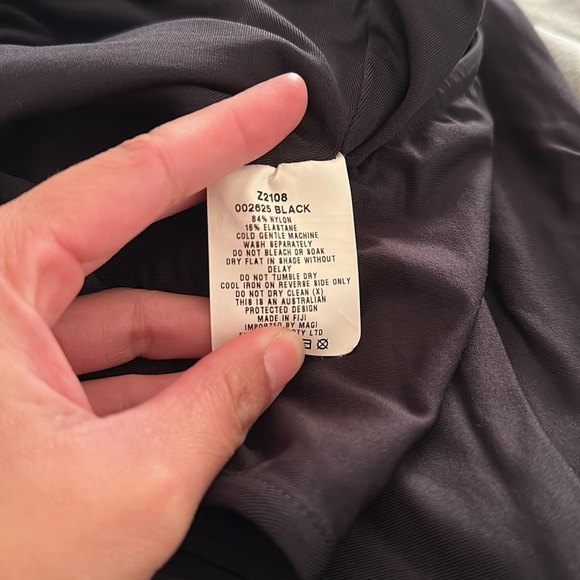 Z2108
002625 BLACK
84% NYLON
16% ELASTANE
COLD GENTLE MACHINE
WASH SEPARATELY
DO NOT BLEACH OR SOAK
DRY FLAT IN SHADE WITHOUT
DELAY
DO NOT TUMBLE DRY
COOL IRON ON REVERSE SIDE ONLY
DO NOT DRY CLEAN (X)
THIS IS AN AUSTRALIAN
PROTECTED DESIGN
MADE IN FIJI
IMPORTED BY MAGI
LTD